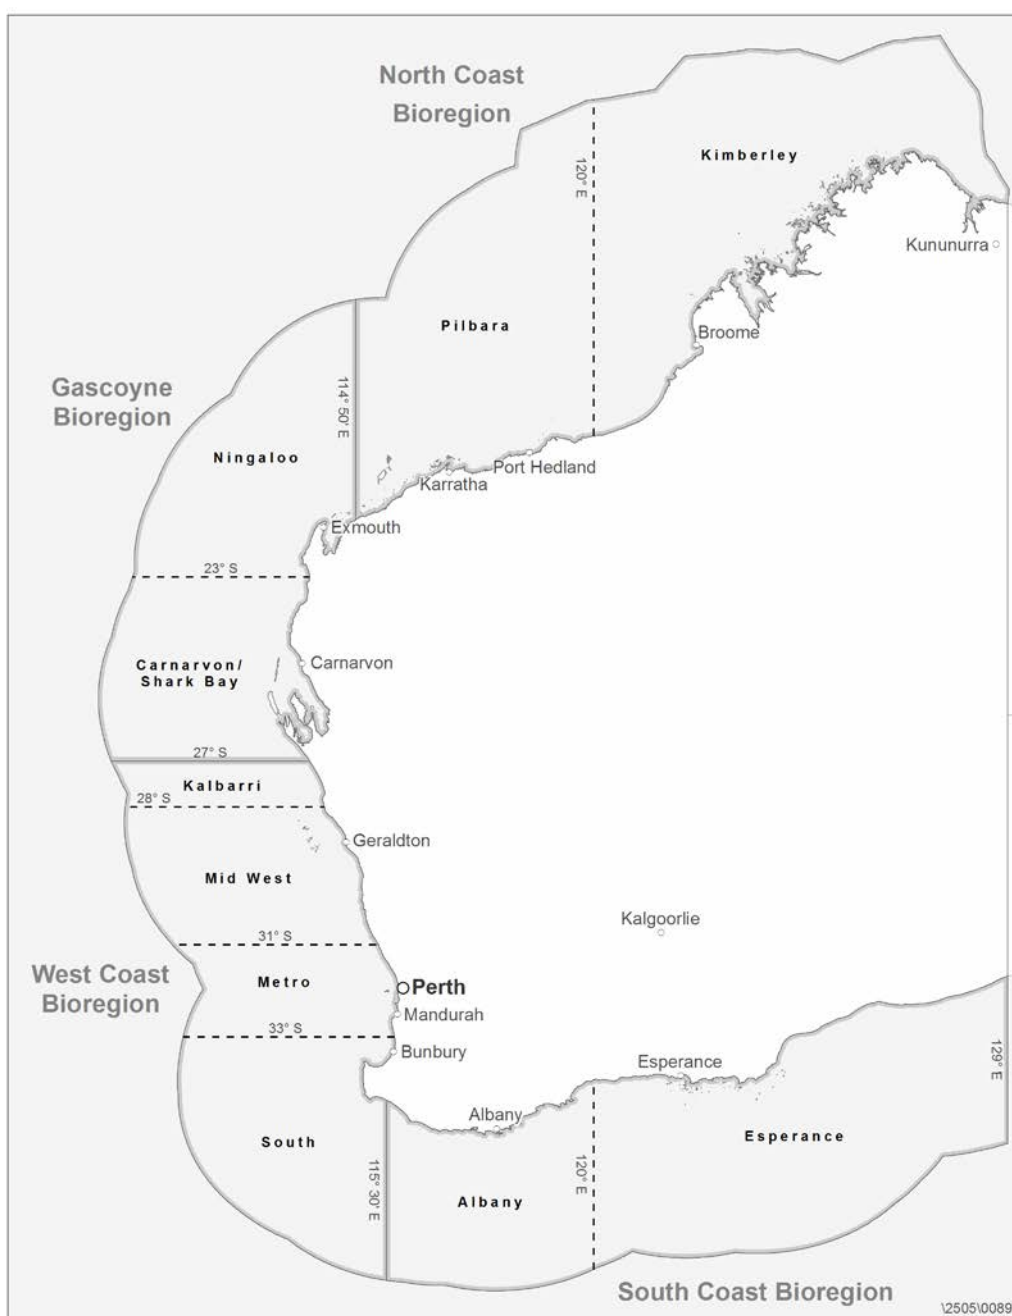 North Coast
Bioregion
Kimberley
120° E
Kununurra
Pilbara
Broome
Gascoyne
Bioregion
114° 50' E
Ningaloo
Port Hedland
Karratha
Exmouth
23° S
Carnarvon/
Shark Bay
Carnarvon
27° S
Kalbarri
28° S
Geraldton
Mid West
Kalgoorlie
31° S
West Coast
Bioregion
Metro
Perth
Mandurah
33° S
Bunbury
Esperance
129° E
Albany
South
Esperance
115° 30' E
120° E
Albany
South Coast Bioregion
\2505\0089